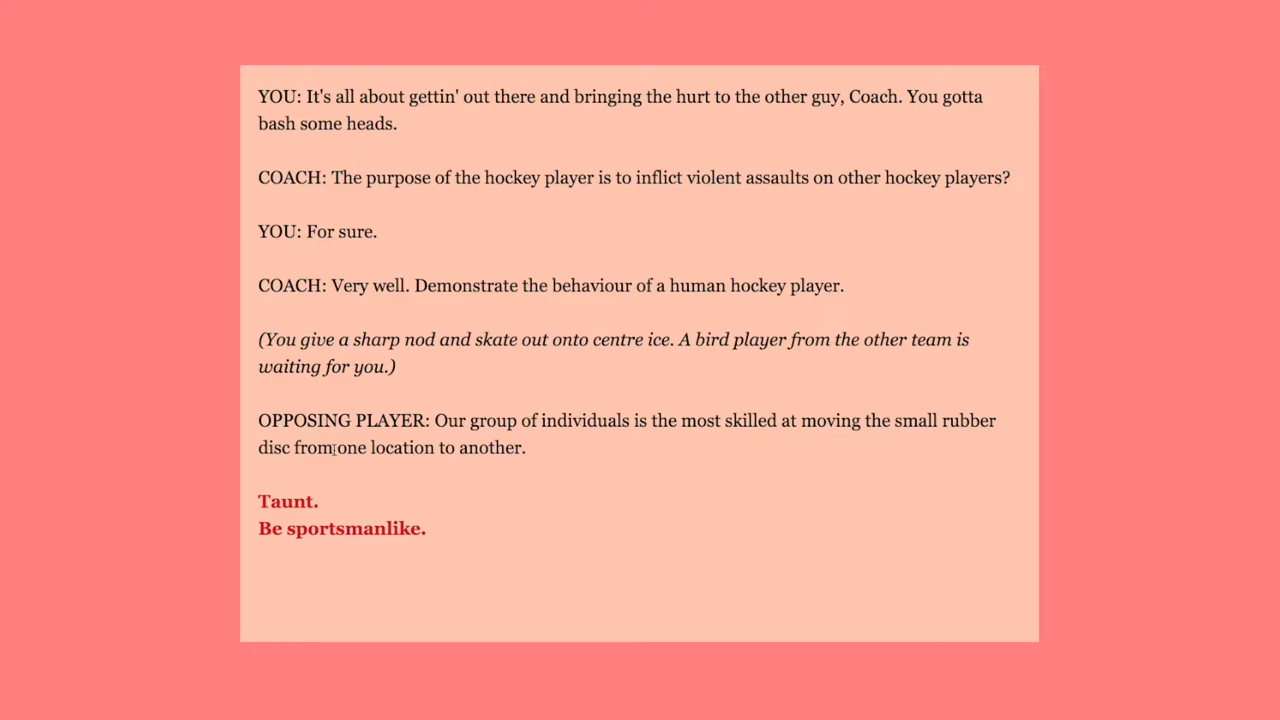 YOU: It's all about gettin' out there and bringing the hurt to the other guy, Coach. You gotta
bash some heads.
COACH: The purpose of the hockey player is to inflict violent assaults on other hockey players?
YOU: For sure.
COACH: Very well. Demonstrate the behaviour of a human hockey player.
(You give a sharp nod and skate out onto centre ice. A bird player from the other team is
waiting for you.)
OPPOSING PLAYER: Our group of individuals is the most skilled at moving the small rubber
disc from one location to another.
Taunt.
Be sportsmanlike.